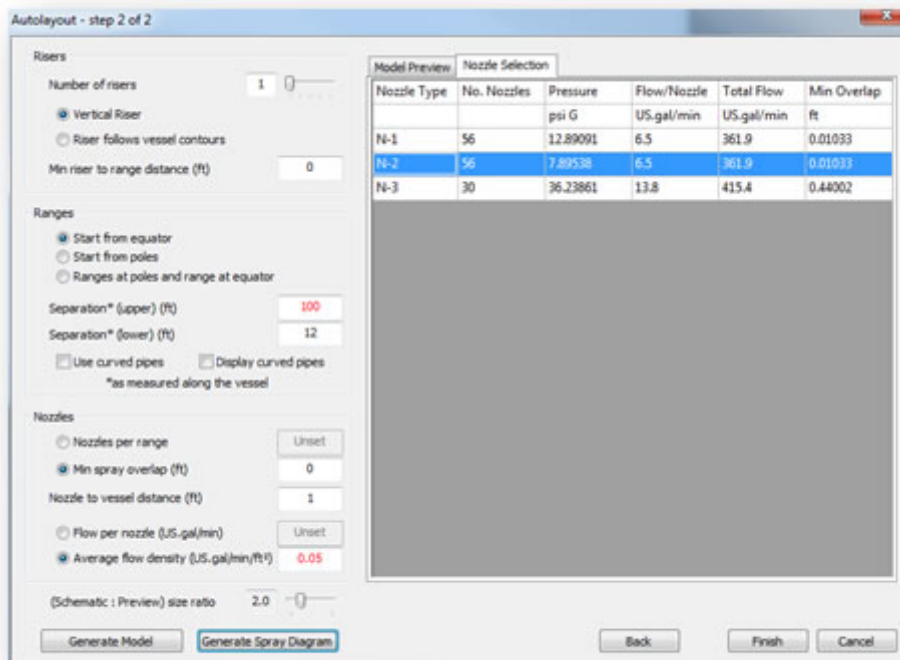 Autolayout - step 2 of 2
Risers
Number of risers 1
Vertical Riser
Riser follows vessel contours
Min riser to range distance (ft) 0
Ranges
Start from equator
Start from poles
Ranges at poles and range at equator
Separation* (upper) (ft) 100
Separation* (lower) (ft) 12
Use curved pipes Display curved pipes
*as measured along the vessel
Nozzles
Nozzles per range Unset
Min spray overlap (ft) 0
Nozzle to vessel distance (ft) 1
Flow per nozzle (US.gal/min) Unset
Average flow density (US.gal/min/ft²) 0.05
(Schematic : Preview) size ratio 2.0
Generate Model Generate Spray Diagram
Model Preview Nozzle Selection
Nozzle Type No. Nozzles Pressure Flow/Nozzle Total Flow Min Overlap
psi G US.gal/min US.gal/min ft
N-1 56 12.89091 6.5 361.9 0.01033
N-2 56 7.89538 6.5 361.9 0.01033
N-3 30 36.23861 13.8 415.4 0.44002
Back Finish Cancel